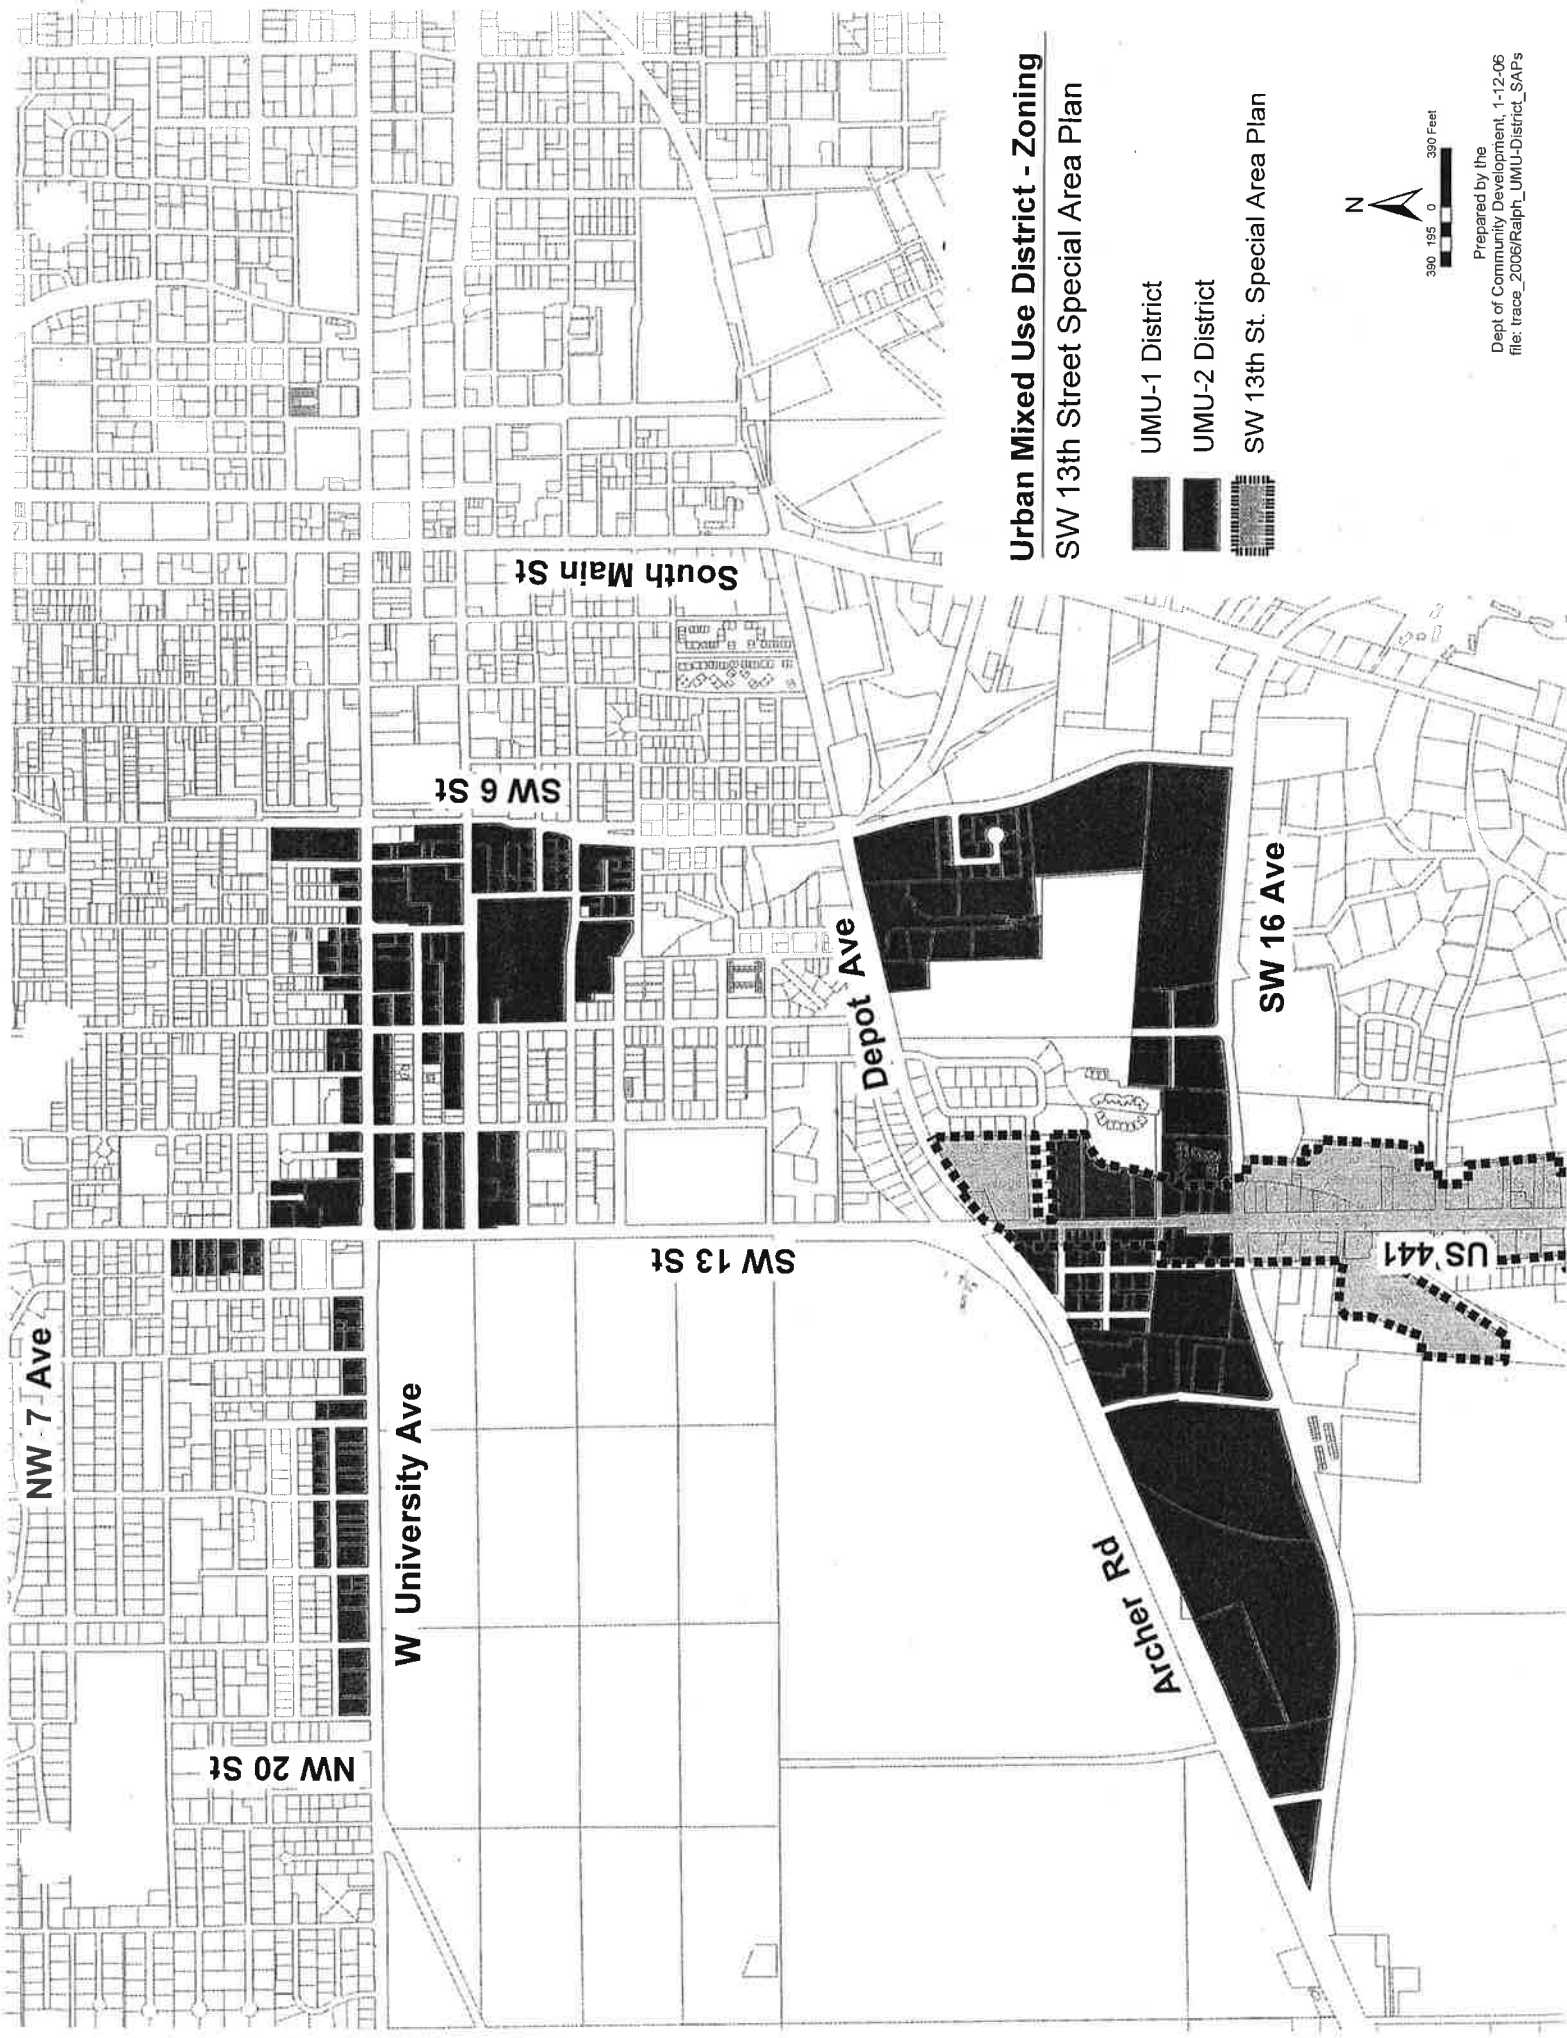 NW 7 Ave
W University Ave
NW 20 St
SW 13 St
SW 6 St
South Main St
Depot Ave
Archer Rd
SW 16 Ave
US 441
Urban Mixed Use District - Zoning
SW 13th Street Special Area Plan
UMU-1 District
UMU-2 District
SW 13th St. Special Area Plan
N
390 195 0 390 Feet
Prepared by the
Dept of Community Development, 1-12-06
file: trace_2006/Ralph_UMU-District_SAPs